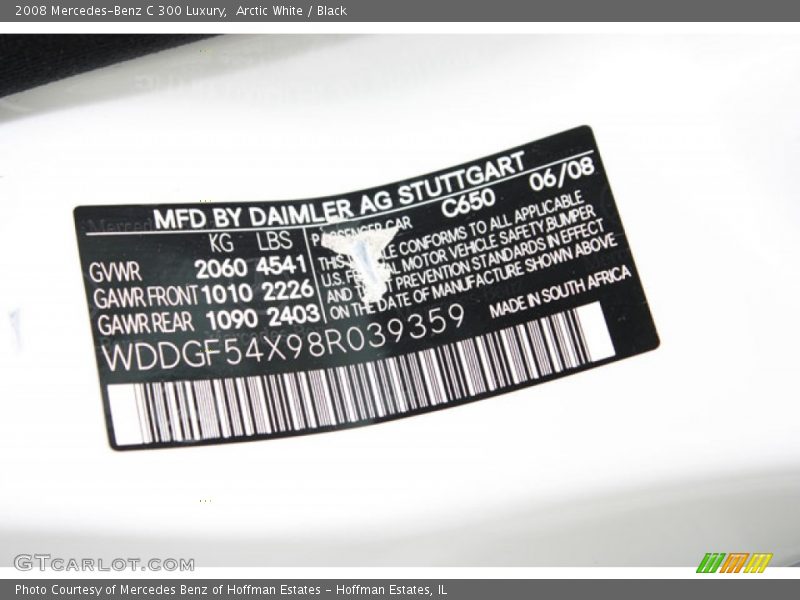 2008 Mercedes-Benz C 300 Luxury,  Arctic White / Black
MFD BY DAIMLER AG STUTTGART
C650 06/08
KG LBS
GVWR 2060 4541
GAWR FRONT 1010 2226
GAWR REAR 1090 2403
CAR
CONFORMS TO ALL APPLICABLE
U.S. MOTOR VEHICLE SAFETY, BUMPER
AND PREVENTION STANDARDS IN EFFECT
ON THE DATE OF MANUFACTURE SHOWN ABOVE
MADE IN SOUTH AFRICA
WDDGF54X98R039359
GTCARLOT.COM
Photo Courtesy of Mercedes Benz of Hoffman Estates - Hoffman Estates, IL